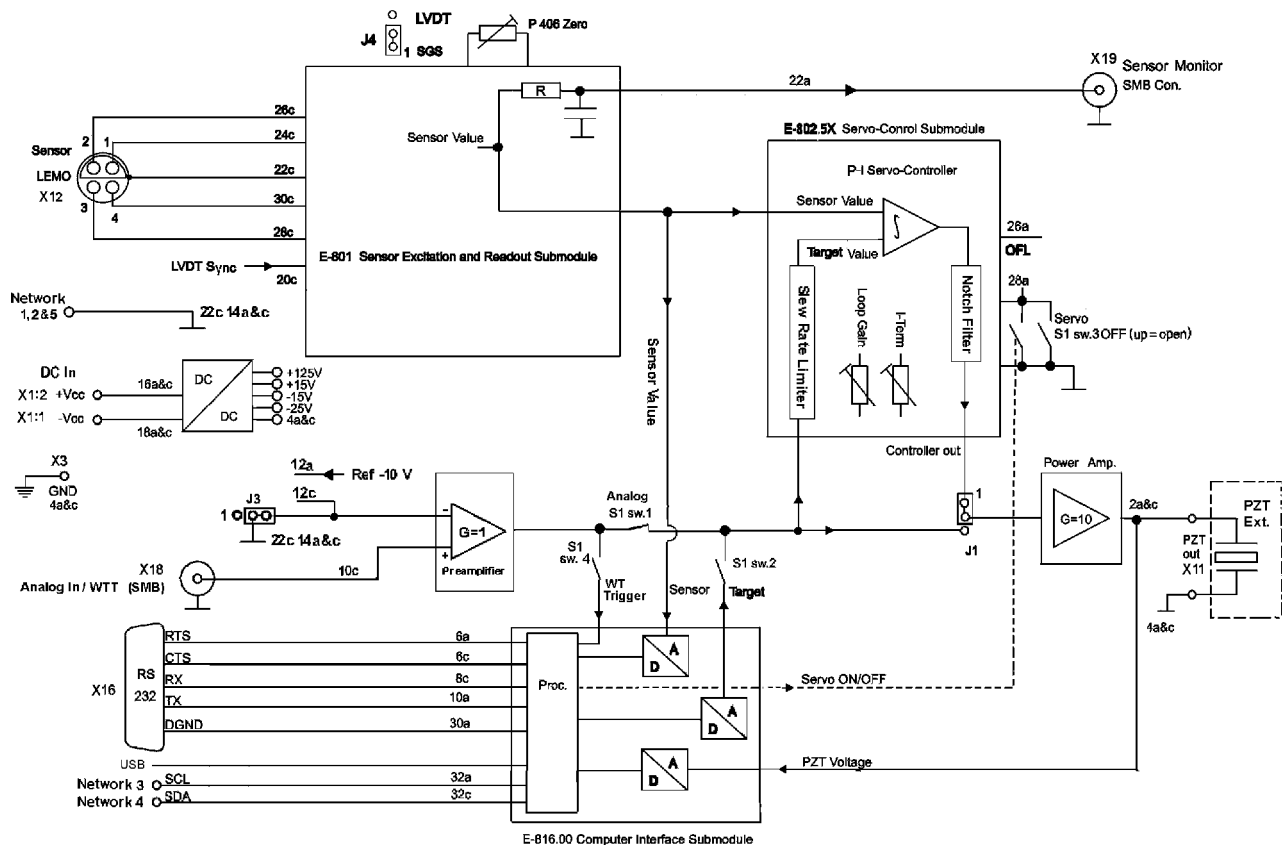 LVDT
J4
1 SGS
P 406 Zero
R
22a
X19
Sensor Monitor
SMB Con.
26c
2
1
24c
Sensor
Sensor Value
LEMO
22c
X12
30c
3
4
28c
E-801 Sensor Excitation and Readout Submodule
LVDT Sync
20c
E-802.5X Servo-Conrol Submodule
P-I Servo-Controller
Sensor Value
Target Value
Slew Rate Limiter
Loop Gain
I-Term
Notch Filter
26a
OFL
28a
Servo
S1 sw.3OFF (up = open)
Network
1,2&5
22c 14a&c
Sensor Value
DC In
X1:2 +Vcc
16a&c
X1:1 -Vcc
18a&c
DC
DC
+125V
+15V
-15V
-25V
4a&c
X3
GND
4a&c
12a
Ref -10 V
12c
J3
1
22c 14a&c
-
+
G=1
Preamplifier
Analog
S1 sw.1
S1
sw. 4
WT
Trigger
Sensor
S1 sw.2
Target
Controller out
1
J1
Power Amp.
G=10
2a&c
PZT
Ext.
PZT
out
X11
4a&c
X18
Analog In / WTT (SMB)
10c
X16
RS
232
RTS
6a
CTS
6c
RX
8c
TX
10a
DGND
30a
USB
Network 3
SCL
32a
Network 4
SDA
32c
Proc.
A
D
A
D
A
D
Servo ON/OFF
PZT Voltage
E-816.00 Computer Interface Submodule